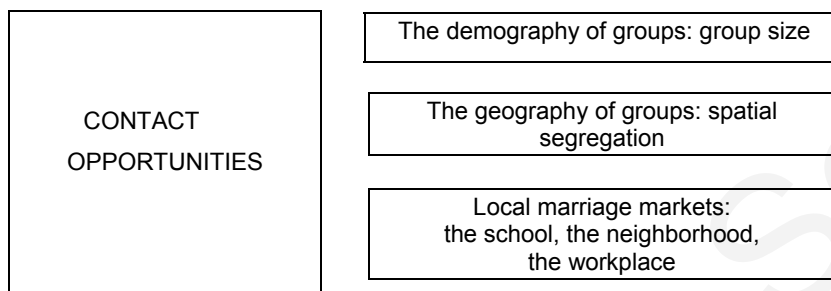 CONTACT
OPPORTUNITIES
The demography of groups: group size
The geography of groups: spatial
segregation
Local marriage markets:
the school, the neighborhood,
the workplace